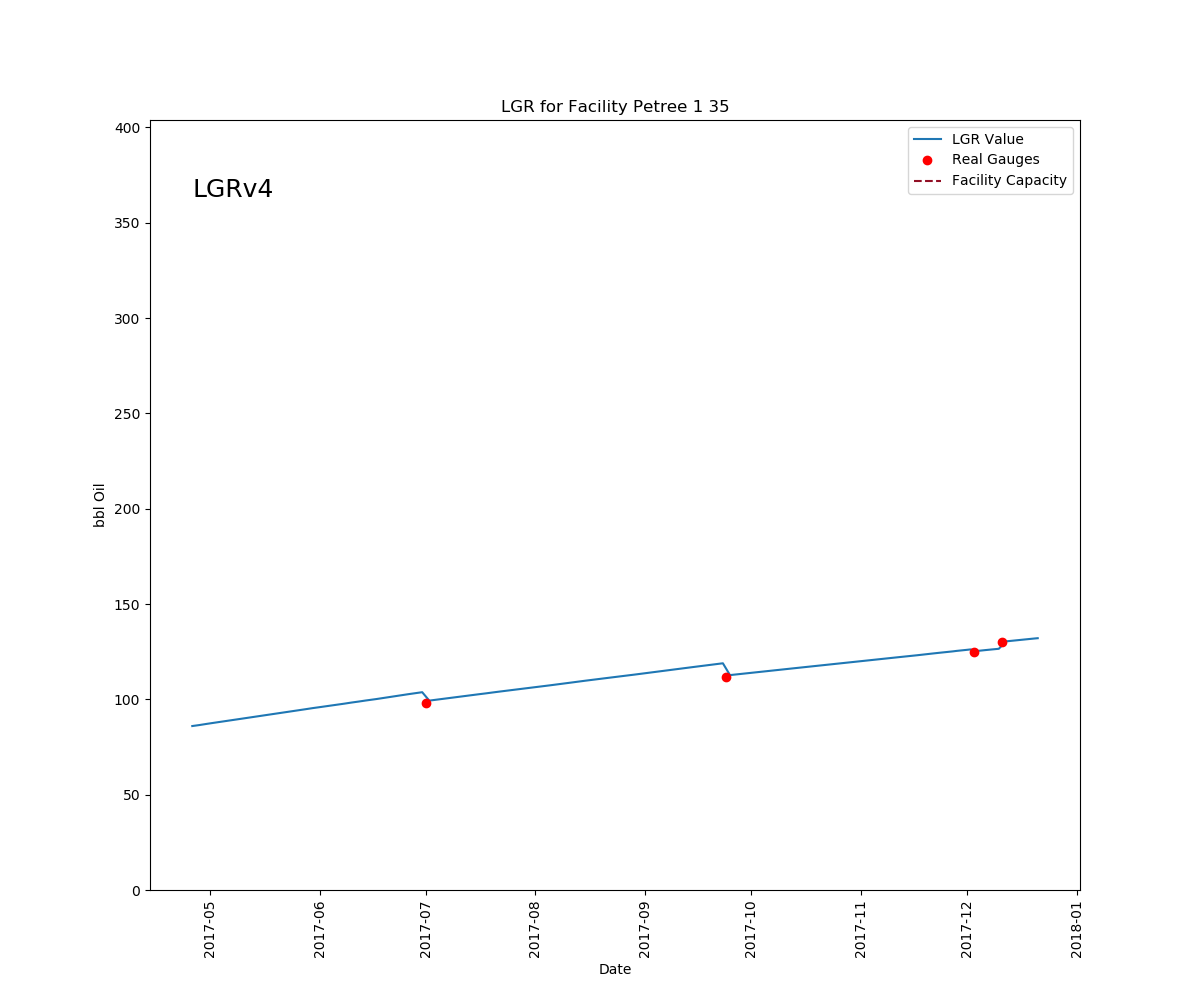 LGR for Facility Petree 1 35
LGRv4
LGR Value
Real Gauges
Facility Capacity
bbl Oil
400
350
300
250
200
150
100
50
0
2017-05
2017-06
2017-07
2017-08
2017-09
2017-10
2017-11
2017-12
2018-01
Date